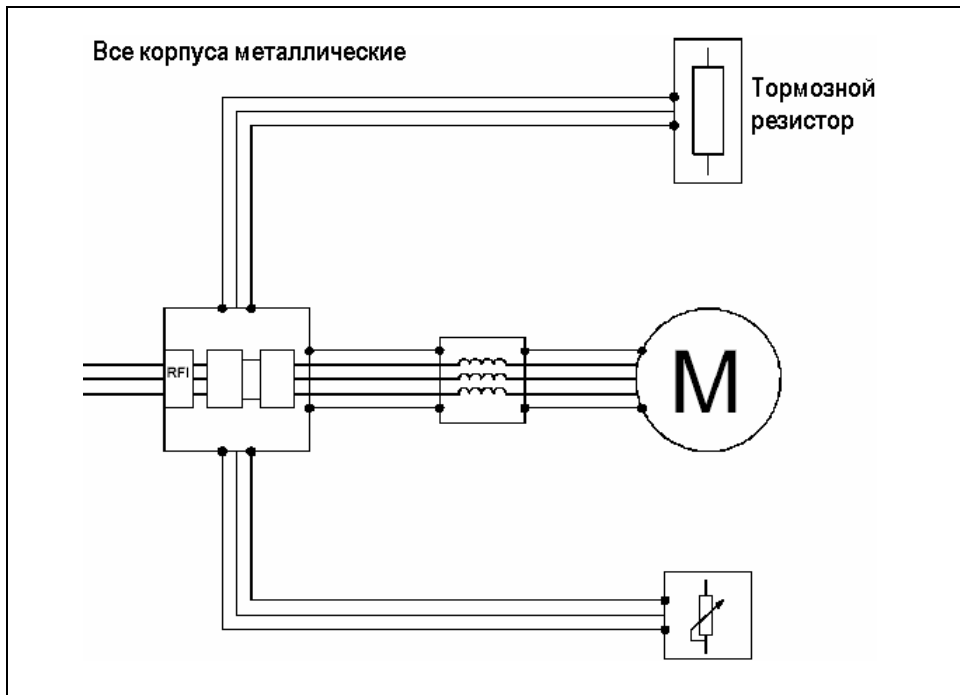 Все корпуса металлические
Тормозной
резистор
RFI
M